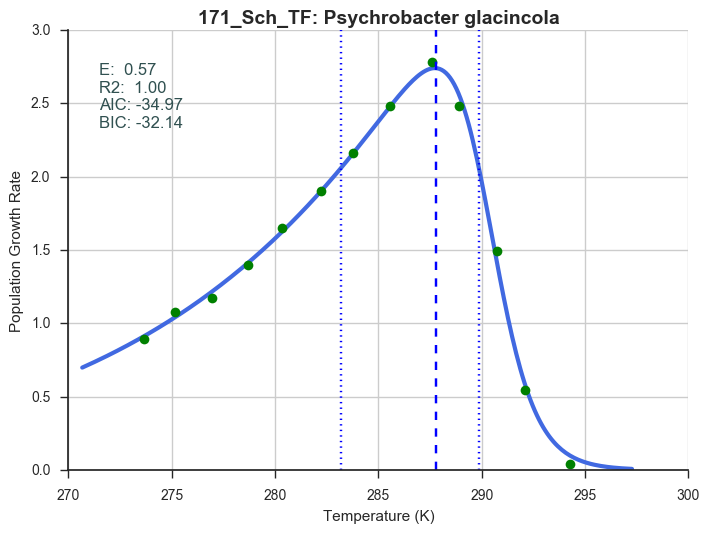 171_Sch_TF: Psychrobacter glacincola
E:  0.57
R2:  1.00
AIC: -34.97
BIC: -32.14
Population Growth Rate
3.0
2.5
2.0
1.5
1.0
0.5
0.0
270 275 280 285 290 295 300
Temperature (K)